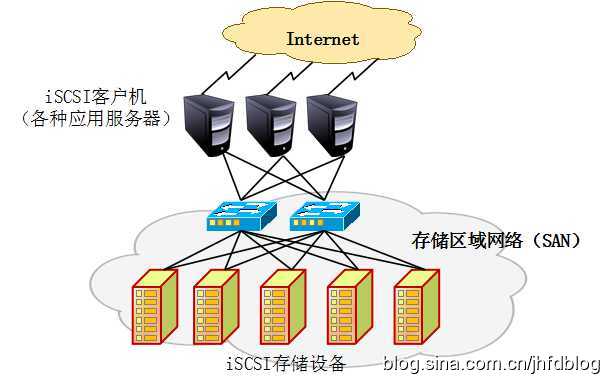 Internet
iSCSI客户机
（各种应用服务器）
存储区域网络（SAN）
iSCSI存储设备
blog.sina.com.cn/jhfdblog